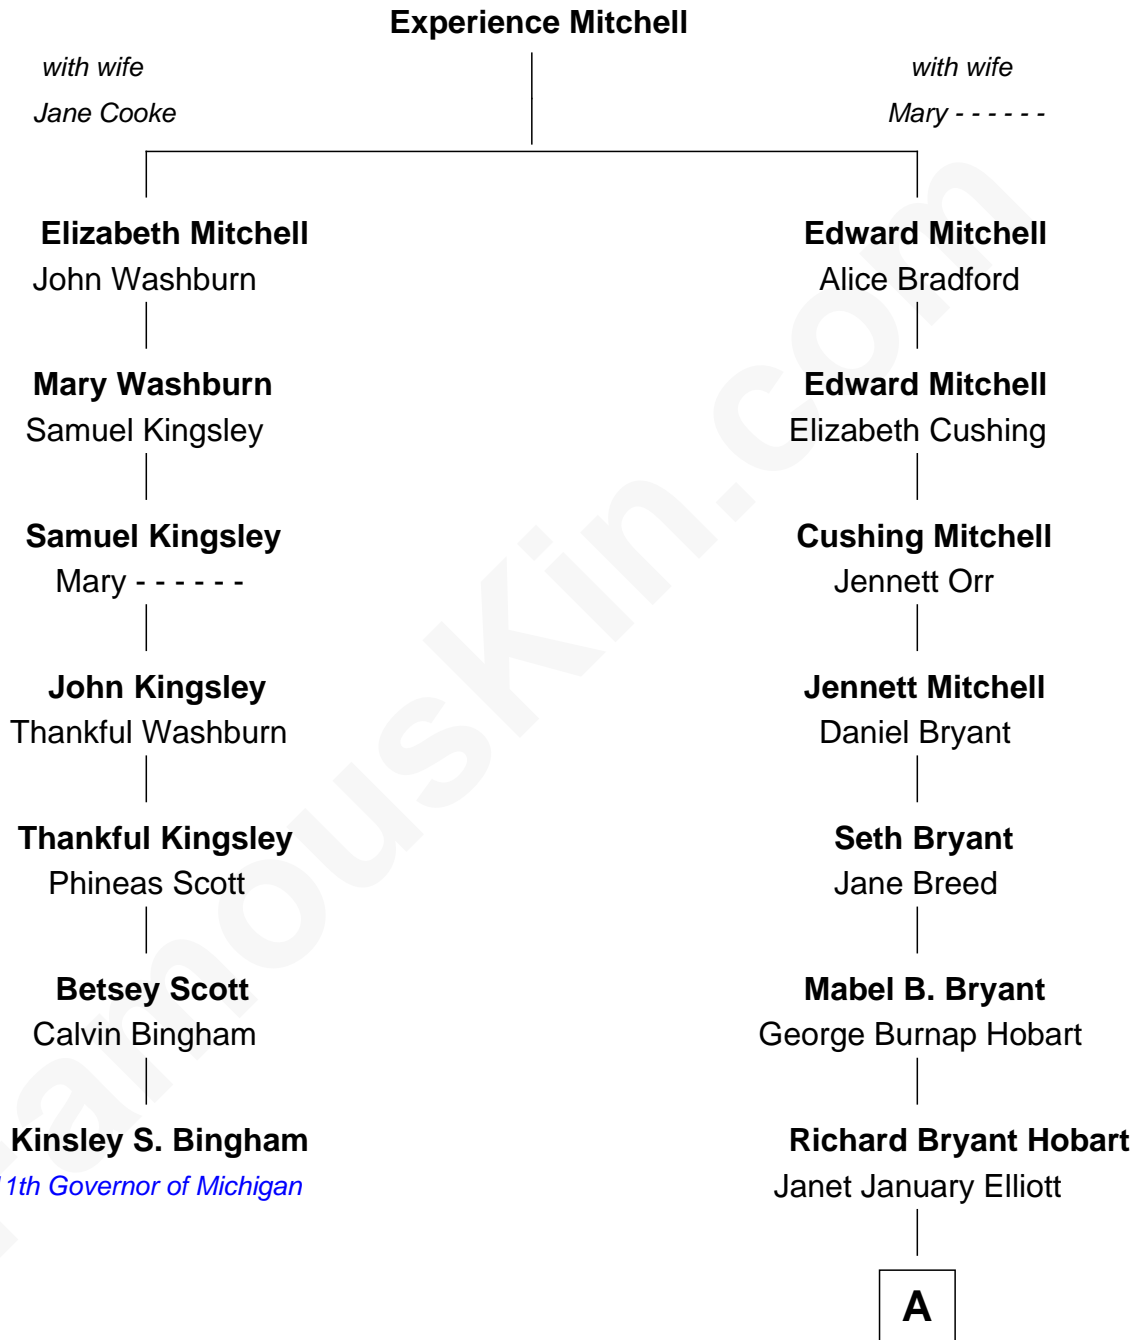 Experience Mitchell
with wife
Jane Cooke
with wife
Mary - - - - - -
Elizabeth Mitchell
John Washburn
Edward Mitchell
Alice Bradford
Mary Washburn
Samuel Kingsley
Edward Mitchell
Elizabeth Cushing
Samuel Kingsley
Mary - - - - - -
Cushing Mitchell
Jennett Orr
John Kingsley
Thankful Washburn
Jennett Mitchell
Daniel Bryant
Thankful Kingsley
Phineas Scott
Seth Bryant
Jane Breed
Betsey Scott
Calvin Bingham
Mabel B. Bryant
George Burnap Hobart
Kinsley S. Bingham
1th Governor of Michigan
Richard Bryant Hobart
Janet January Elliott
A
FamousKin.com